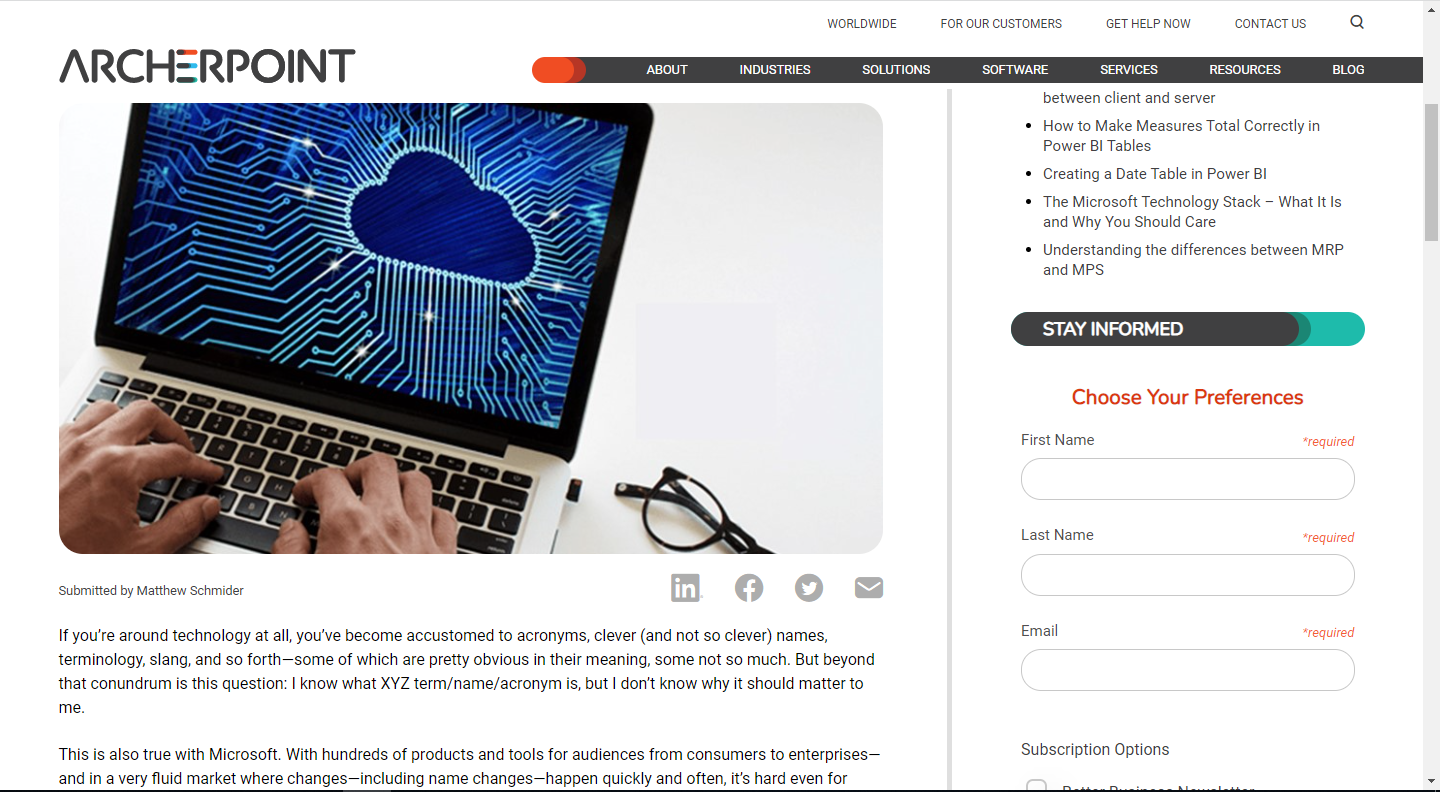 WORLDWIDE
FOR OUR CUSTOMERS
GET HELP NOW
CONTACT US
ARCHERPOINT
ABOUT
INDUSTRIES
SOLUTIONS
SOFTWARE
SERVICES
RESOURCES
BLOG
Submitted by Matthew Schmider
If you’re around technology at all, you’ve become accustomed to acronyms, clever (and not so clever) names,
terminology, slang, and so forth—some of which are pretty obvious in their meaning, some not so much. But beyond
that conundrum is this question: I know what XYZ term/name/acronym is, but I don’t know why it should matter to
me.
This is also true with Microsoft. With hundreds of products and tools for audiences from consumers to enterprises—
and in a very fluid market where changes—including name changes—happen quickly and often, it’s hard even for
between client and server
How to Make Measures Total Correctly in
Power BI Tables
Creating a Date Table in Power BI
The Microsoft Technology Stack – What It Is
and Why You Should Care
Understanding the differences between MRP
and MPS
STAY INFORMED
Choose Your Preferences
First Name
*required
Last Name
*required
Email
*required
Subscription Options
Better Business Newsletter